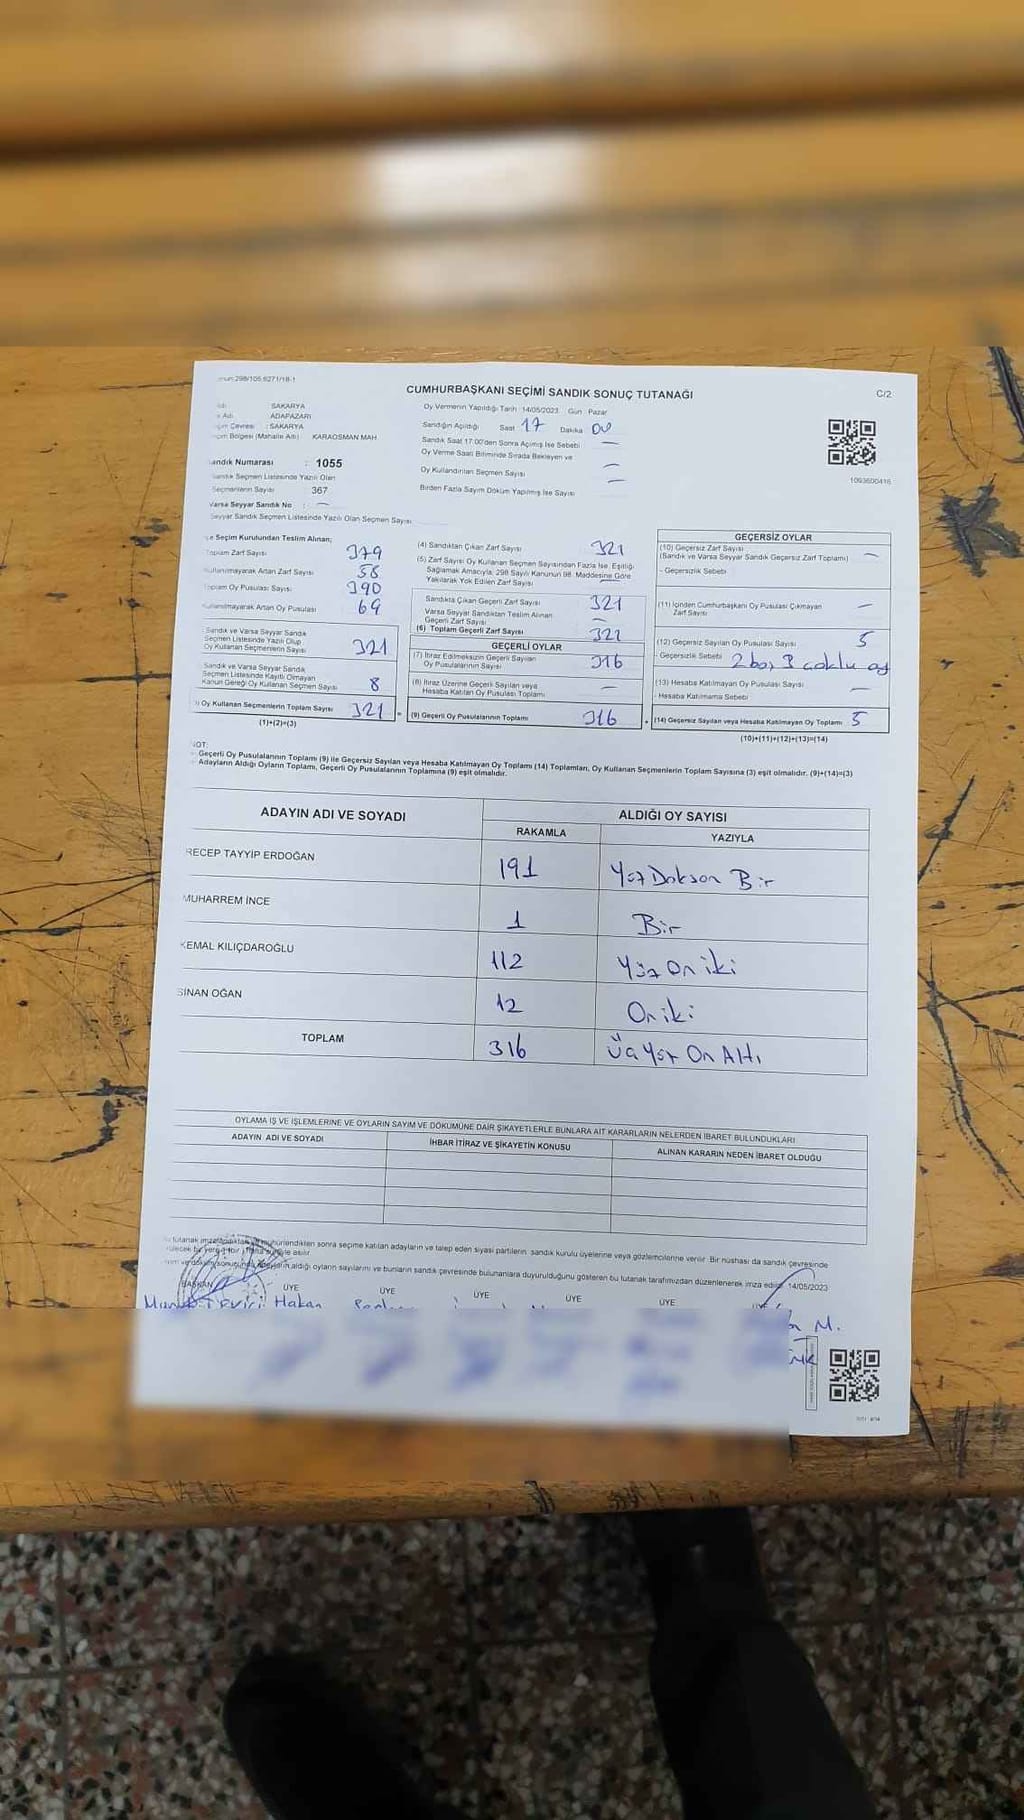 298/105.6271/18-1
CUMHURBAŞKANI SEÇİMİ SANDIK SONUÇ TUTANAĞI
C/2
SAKARYA
Adı ADAPAZARI
Çevresi : SAKARYA
Bölgesi (Mahalle Adı) KARAOSMAN MAH
Sandık Numarası : 1055
Sandık Seçmen Listesinde Yazılı Olan
Seçmenlerin Sayısı 367
Varsa Seyyar Sandık No : —
Seyyar Sandık Seçmen Listesinde Yazılı Olan Seçmen Sayısı
Oy Vermenin Yapıldığı Tarih : 14/05/2023 Gün : Pazar
Sandığın Açıldığı Saat 17 Dakika 00
Sandık Saat 17:00'den Sonra Açılmış İse Sebebi —
Oy Verme Saati Bitiminde Sırada Bekleyen ve
Oy Kullandırılan Seçmen Sayısı —
Birden Fazla Sayım Döküm Yapılmış İse Sayısı —
1093600416
Seçim Kurulundan Teslim Alınan;
Toplam Zarf Sayısı 379
Kullanılmayarak Artan Zarf Sayısı 58
Toplam Oy Pusulası Sayısı 390
Kullanılmayarak Artan Oy Pusulası 69
Sandık ve Varsa Seyyar Sandık
Seçmen Listesinde Yazılı Olup
Oy Kullanan Seçmenlerin Sayısı 321
Sandık ve Varsa Seyyar Sandık
Seçmen Listesinde Kayıtlı Olmayan
Kanun Gereği Oy Kullanan Seçmen Sayısı
Oy Kullanan Seçmenlerin Toplam Sayısı 321
(1)+(2)=(3)
(4) Sandıktan Çıkan Zarf Sayısı 321
(5) Zarf Sayısı Oy Kullanan Seçmen Sayısından Fazla İse, Eşitliği
Sağlamak Amacıyla, 298 Sayılı Kanunun 98. Maddesine Göre
Yakılarak Yok Edilen Zarf Sayısı —
Sandıkta Çıkan Geçerli Zarf Sayısı 321
Varsa Seyyar Sandıktan Teslim Alınan
Geçerli Zarf Sayısı —
(6) Toplam Geçerli Zarf Sayısı 321
GEÇERLİ OYLAR
(7) İtiraz Edilmeksizin Geçerli Sayılan
Oy Pusulalarının Sayısı 316
(8) İtiraz Üzerine Geçerli Sayılan veya
Hesaba Katılan Oy Pusulası Toplamı —
(9) Geçerli Oy Pusulalarının Toplamı 316
GEÇERSİZ OYLAR
(10) Geçersiz Zarf Sayısı —
(Sandık ve Varsa Seyyar Sandık Geçersiz Zarf Toplamı)
- Geçersizlik Sebebi
(11) İçinden Cumhurbaşkanı Oy Pusulası Çıkmayan
Zarf Sayısı —
(12) Geçersiz Sayılan Oy Pusulası Sayısı 5
- Geçersizlik Sebebi 2 boş 3 çoklu oy
(13) Hesaba Katılmayan Oy Pusulası Sayısı —
Hesaba Katılmama Sebebi
(14) Geçersiz Sayılan veya Hesaba Katılmayan Oy Toplamı 5
(10)+(11)+(12)+(13)=(14)
NOT:
- Geçerli Oy Pusulalarının Toplamı (9) ile Geçersiz Sayılan veya Hesaba Katılmayan Oy Toplamı (14) Toplamları, Oy Kullanan Seçmenlerin Toplam Sayısına (3) eşit olmalıdır. (9)+(14)=(3)
- Adayların Aldığı Oyların Toplamı, Geçerli Oy Pusulalarının Toplamına (9) eşit olmalıdır.
ADAYIN ADI VE SOYADI ALDIĞI OY SAYISI
RAKAMLA YAZIYLA
RECEP TAYYİP ERDOĞAN 191 Yüz Doksan Bir
MUHARREM İNCE 1 Bir
KEMAL KILIÇDAROĞLU 112 Yüz On iki
SİNAN OĞAN 12 On iki
TOPLAM 316 Üç Yüz On Altı
OYLAMA İŞ VE İŞLEMLERİNE VE OYLARIN SAYIM VE DÖKÜMÜNE DAİR ŞİKAYETLERLE BUNLARA AİT KARARLARIN NELERDEN İBARET BULUNDUKLARI
ADAYIN ADI VE SOYADI İHBAR İTİRAZ VE ŞİKAYETİN KONUSU ALINAN KARARIN NEDEN İBARET OLDUĞU
tutanak imzalandıktan mühürlendikten sonra seçime katılan adayların ve talep eden siyasi partilerin sandık kurulu üyelerine veya gözlemcilerine verilir. Bir nüshası da sandık çevresinde
asılır
aldığı oyların sayılarını ve bunların sandık çevresinde bulunanlara duyurulduğunu gösteren bu tutanak tarafımızdan düzenlenerek imza edildi. 14/05/2023
BAŞKAN ÜYE ÜYE ÜYE ÜYE ÜYE ÜYE
Hakan
M.